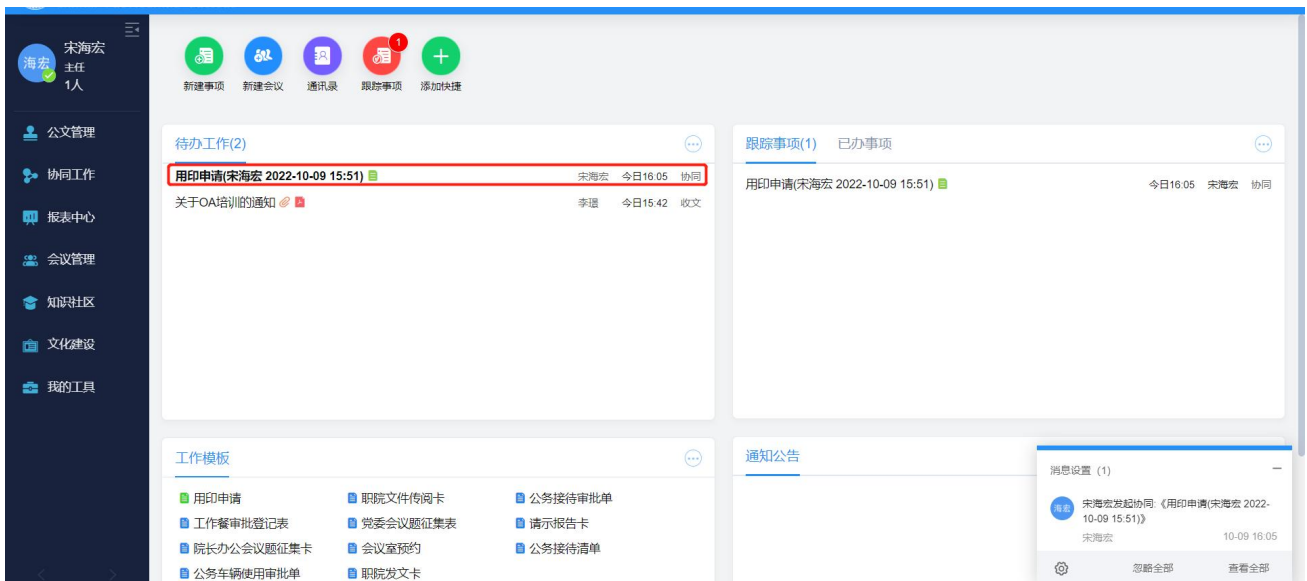 宋海宏
海宏
主任
1人
公文管理
协同工作
报表中心
会议管理
知识社区
文化建设
我的工具
1
新建事项 新建会议 通讯录 跟踪事项 添加快捷
待办工作(2)
用印申请(宋海宏 2022-10-09 15:51) 宋海宏 今日16:05 协同
关于OA培训的通知 李璟 今日15:42 收文
跟踪事项(1) 已办事项
用印申请(宋海宏 2022-10-09 15:51) 今日16:05 宋海宏 协同
工作模板
用印申请 职院文件传阅卡 公务接待审批单
工作餐审批登记表 党委会议题征集表 请示报告卡
院长办公会议题征集卡 会议室预约 公务接待清单
公务车辆使用审批单 职院发文卡
通知公告
消息设置 (1)
海宏
宋海宏发起协同:《用印申请(宋海宏 2022-
10-09 15:51)》
宋海宏 10-09 16:05
忽略全部 查看全部